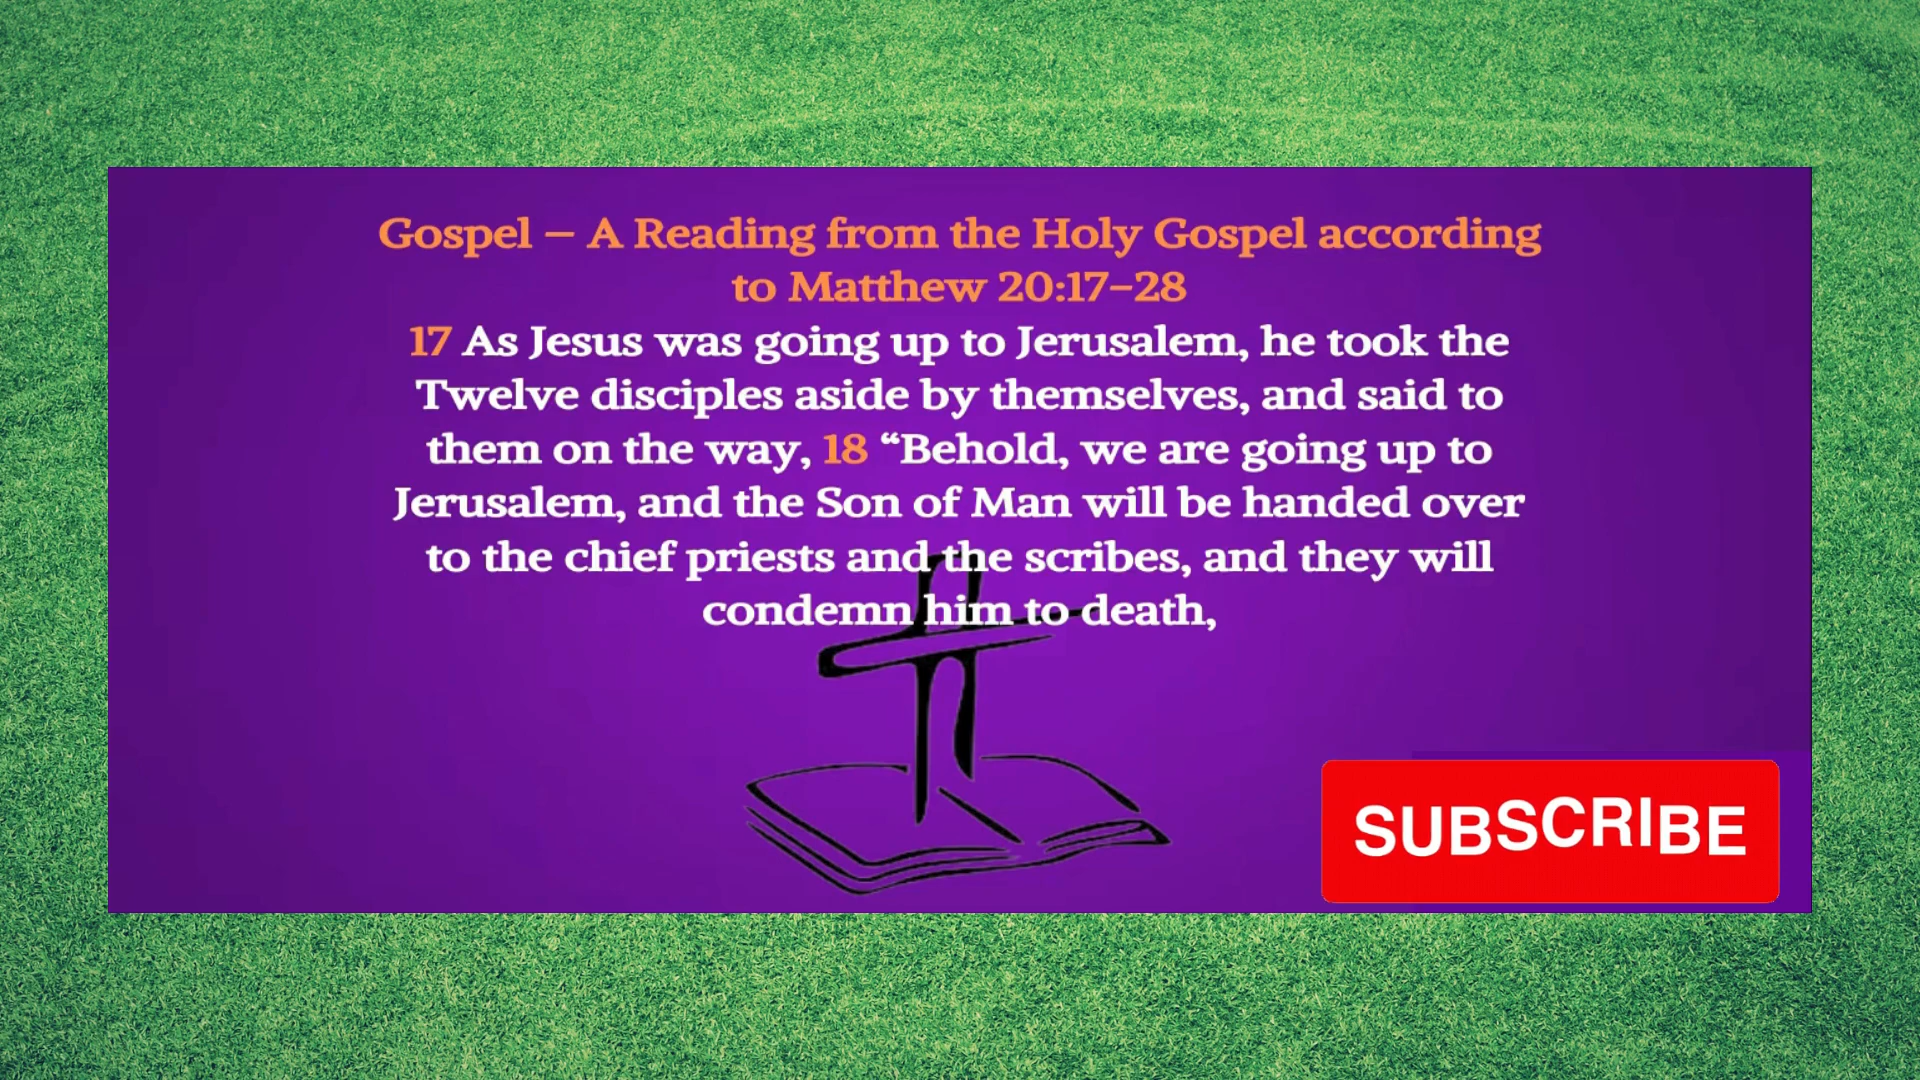 Gospel – A Reading from the Holy Gospel according
to Matthew 20:17–28
17 As Jesus was going up to Jerusalem, he took the
Twelve disciples aside by themselves, and said to
them on the way, 18 “Behold, we are going up to
Jerusalem, and the Son of Man will be handed over
to the chief priests and the scribes, and they will
condemn him to death,
SUBSCRIBE